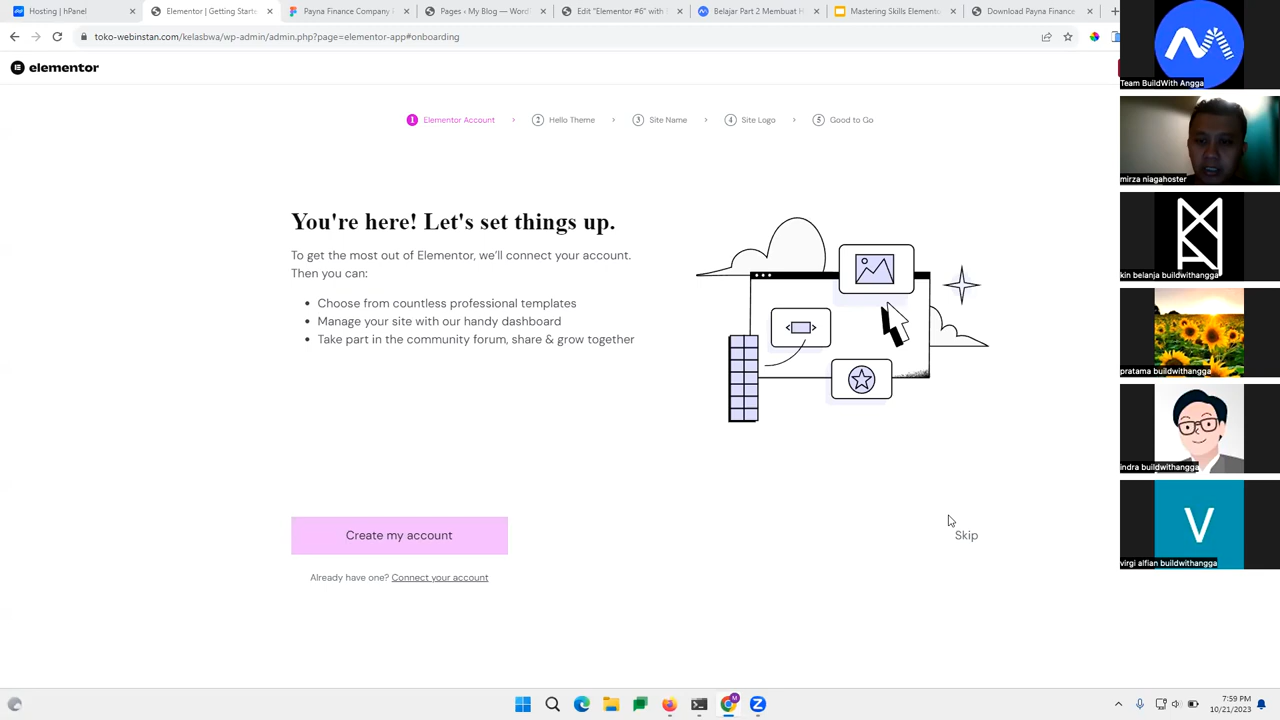 Hosting | hPanel
Elementor | Getting Starte
Payna Finance Company P
Pages ‹ My Blog — Word
Edit "Elementor #6" with E
Belajar Part 2 Membuat H
Mastering Skills Elemento
Download Payna Finance
toko-webinstan.com/kelasbwa/wp-admin/admin.php?page=elementor-app#onboarding
elementor
1 Elementor Account
2 Hello Theme
3 Site Name
4 Site Logo
5 Good to Go
You're here! Let's set things up.
To get the most out of Elementor, we'll connect your account.
Then you can:
Choose from countless professional templates
Manage your site with our handy dashboard
Take part in the community forum, share & grow together
Create my account
Skip
Already have one? Connect your account
Team BuildWith Angga
mirza niagahoster
kin belanja buildwithangga
pratama buildwithangga
indra buildwithangga
V
virgi alfian buildwithangga
7:59 PM
10/21/2023